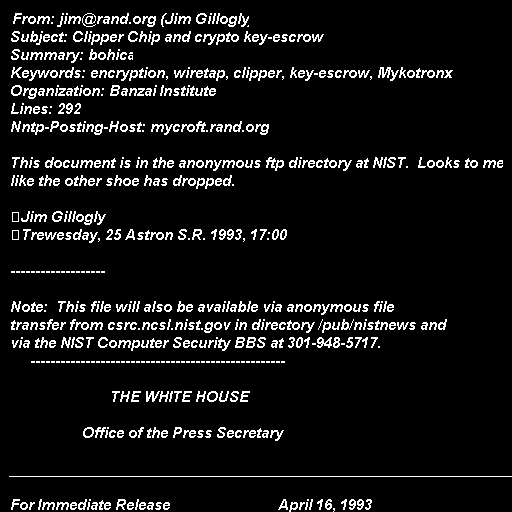 From: jim@rand.org (Jim Gillogly)
Subject: Clipper Chip and crypto key-escrow
Summary: bohica
Keywords: encryption, wiretap, clipper, key-escrow, Mykotronx
Organization: Banzai Institute
Lines: 292
Nntp-Posting-Host: mycroft.rand.org

This document is in the anonymous ftp directory at NIST.  Looks to me
like the other shoe has dropped.

Jim Gillogly
Trewesday, 25 Astron S.R. 1993, 17:00

-------------------

Note:  This file will also be available via anonymous file
transfer from csrc.ncsl.nist.gov in directory /pub/nistnews and
via the NIST Computer Security BBS at 301-948-5717.
---------------------------------------------------

THE WHITE HOUSE

Office of the Press Secretary

For Immediate Release                          April 16, 1993